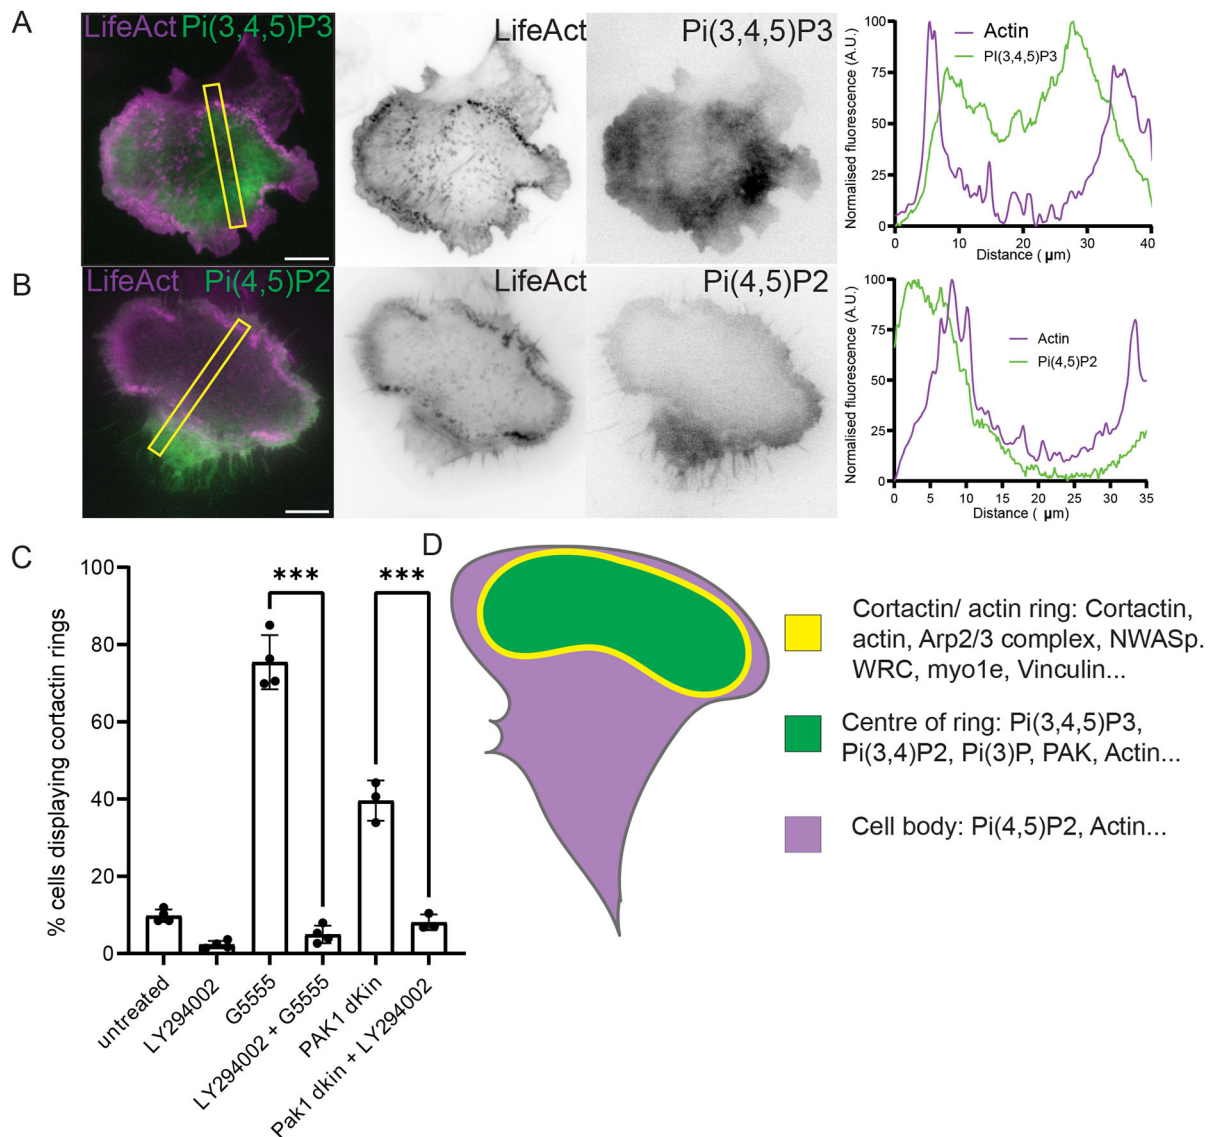 A
LifeAct Pi(3,4,5)P3
LifeAct
Pi(3,4,5)P3
Normalised fluorescence (A.U.)
100
75
50
25
0
Actin
PI(3,4,5)P3
0 10 20 30 40
Distance ( µm)
B
LifeAct Pi(4,5)P2
LifeAct
Pi(4,5)P2
Normalised fluorescence (A.U.)
100
75
50
25
0
Actin
Pi(4,5)P2
0 5 10 15 20 25 30 35
Distance ( µm)
C
% cells displaying cortactin rings
100
80
60
40
20
0
*** ***
untreated
LY294002
G5555
LY294002 + G5555
PAK1 dKin
Pak1 dkin + LY294002
D
Cortactin/ actin ring: Cortactin,
actin, Arp2/3 complex, NWASp.
WRC, myo1e, Vinculin...
Centre of ring: Pi(3,4,5)P3,
Pi(3,4)P2, Pi(3)P, PAK, Actin...
Cell body: Pi(4,5)P2, Actin...